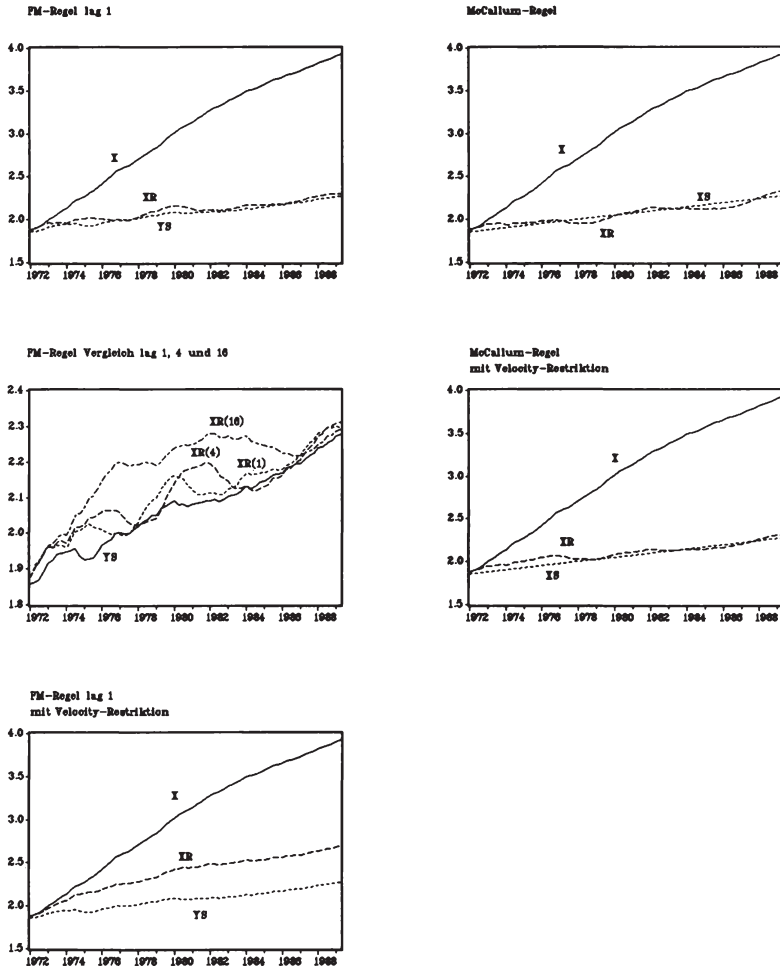 FM-Regel lag 1
4.0
3.5
3.0
2.5
2.0
1.5
X
XR
YS
1972 1974 1976 1978 1980 1982 1984 1986 1988
McCallum-Regel
4.0
3.5
3.0
2.5
2.0
1.5
X
XS
XR
1972 1974 1976 1978 1980 1982 1984 1986 1988
FM-Regel Vergleich lag 1, 4 und 16
2.4
2.3
2.2
2.1
2.0
1.9
1.8
XR(16)
XR(4)
XR(1)
YS
1972 1974 1976 1978 1980 1982 1984 1986 1988
McCallum-Regel
mit Velocity-Restriktion
4.0
3.5
3.0
2.5
2.0
1.5
X
XR
XS
1972 1974 1976 1978 1980 1982 1984 1986 1988
FM-Regel lag 1
mit Velocity-Restriktion
4.0
3.5
3.0
2.5
2.0
1.5
X
XR
YS
1972 1974 1976 1978 1980 1982 1984 1986 1988